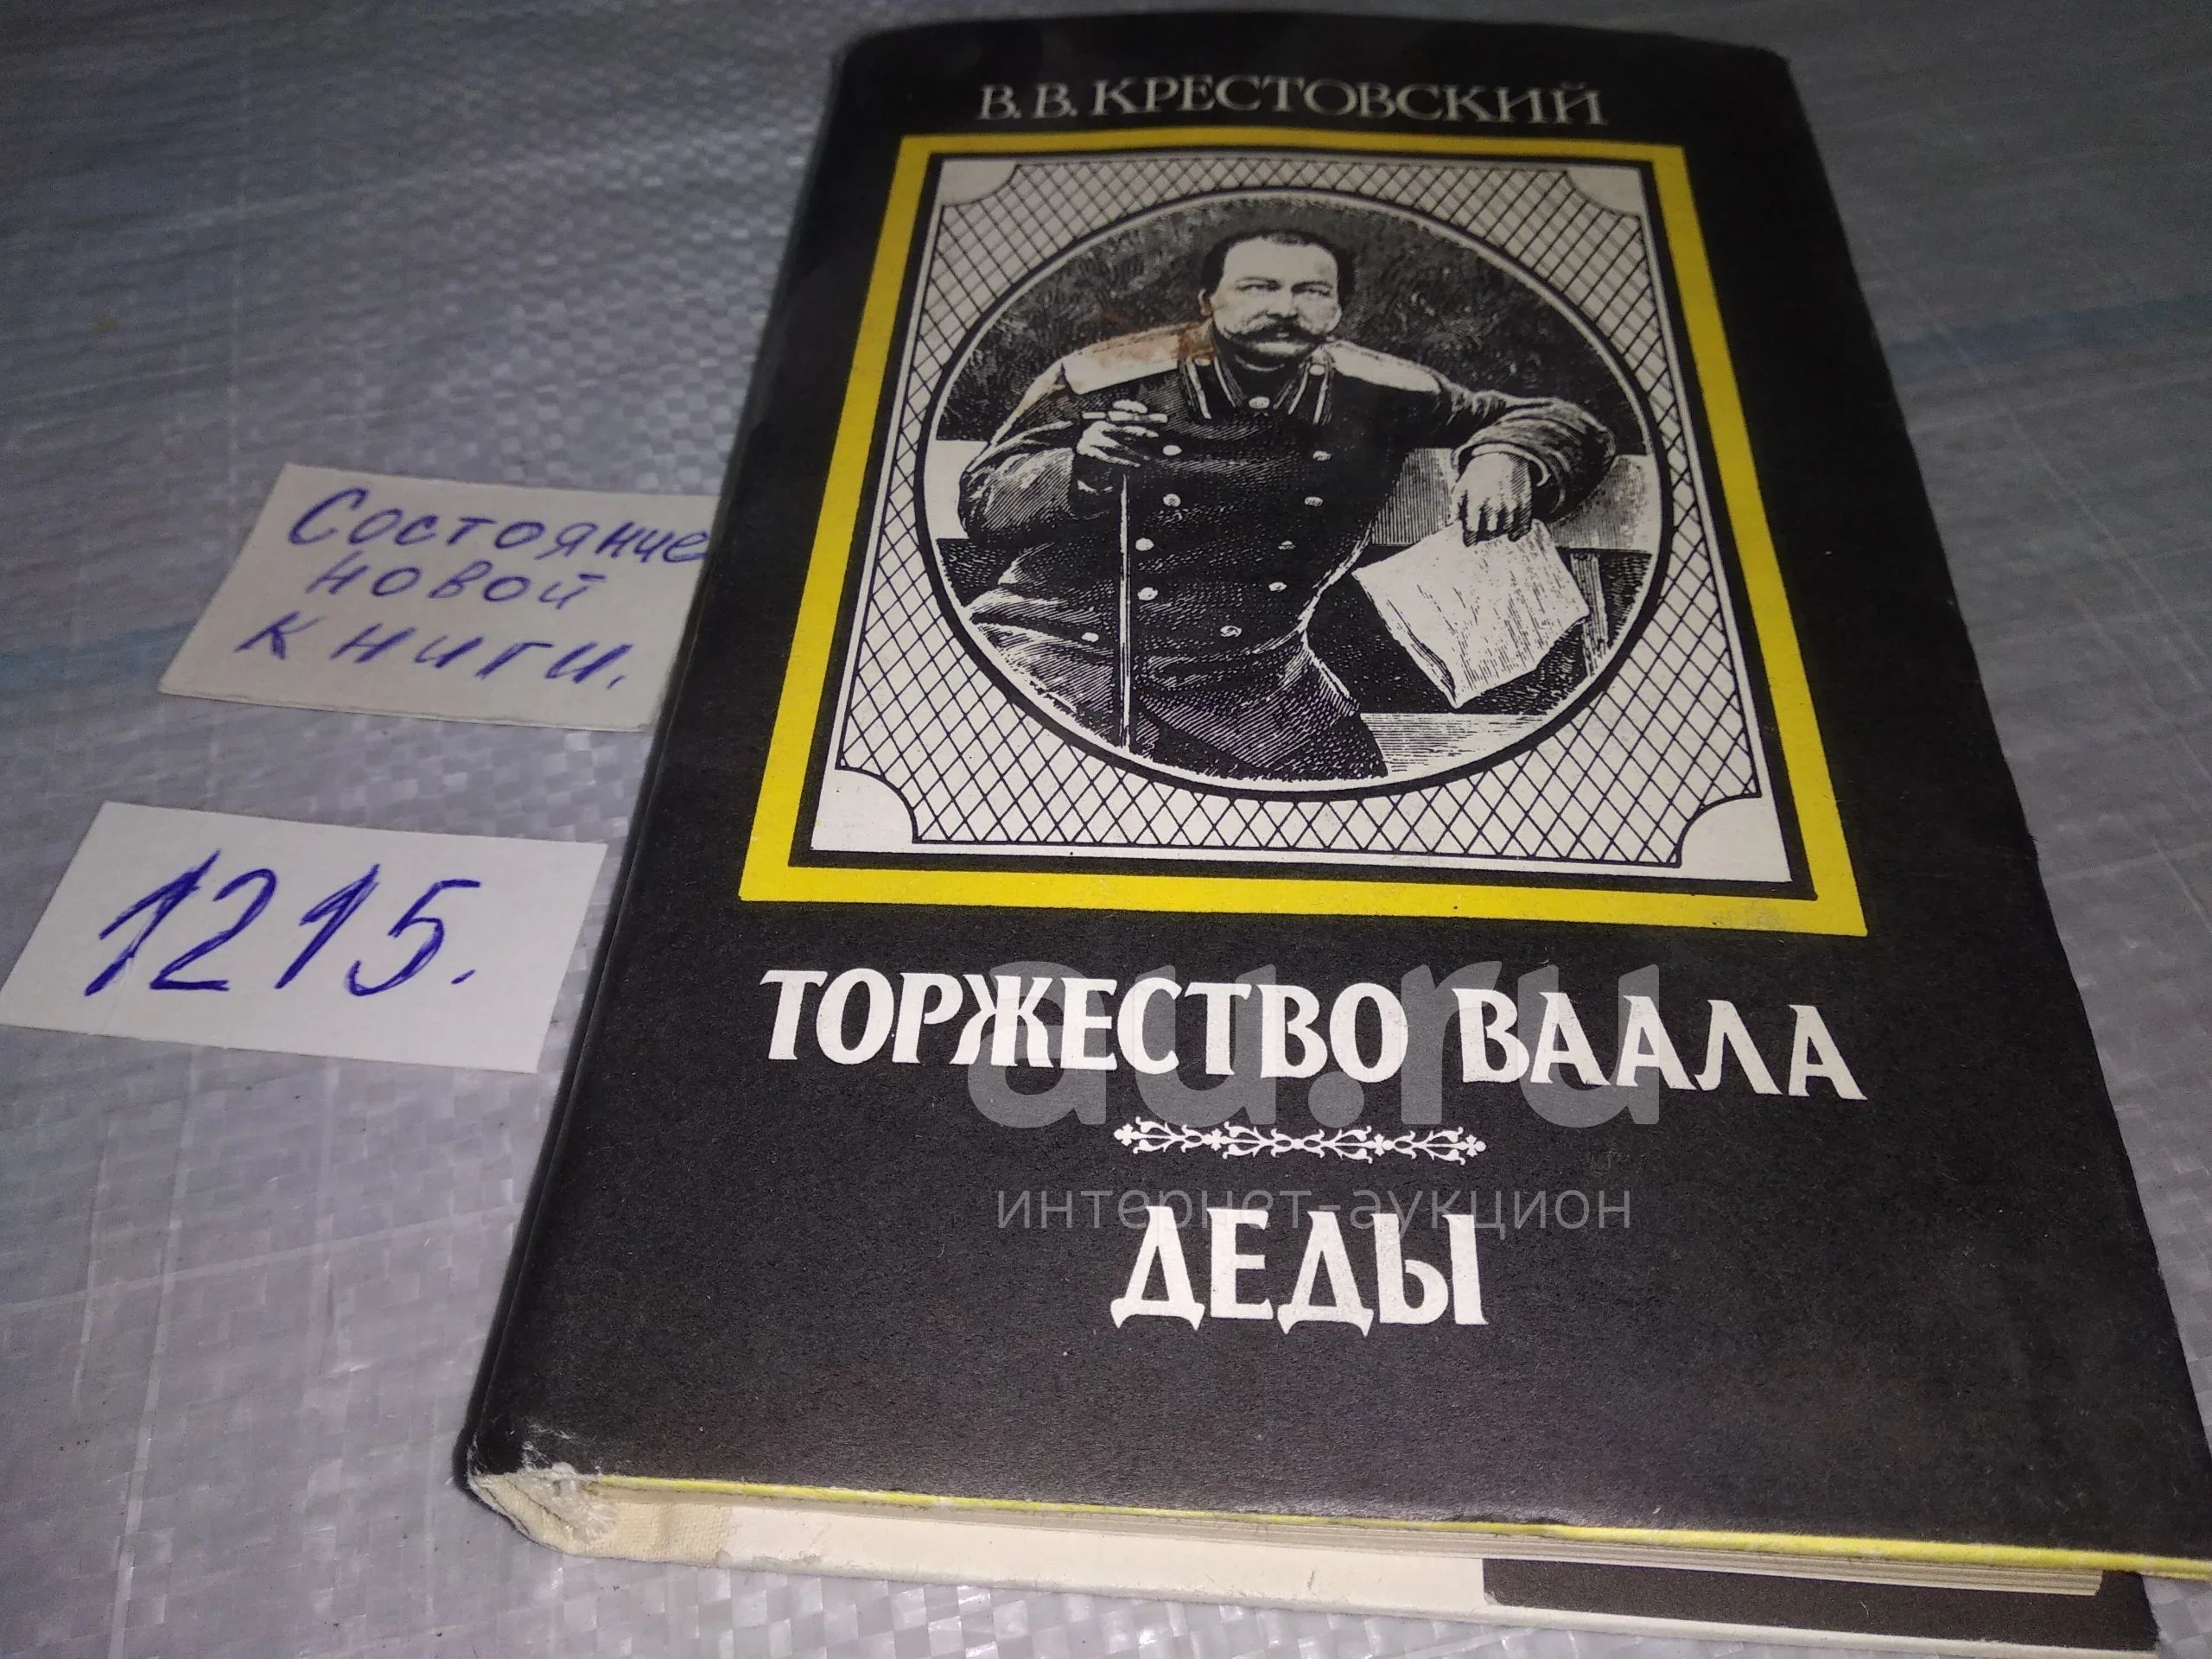 В. В. КРЕСТОВСКИЙ
Состояние
новой
книги.
1215.
ТОРЖЕСТВО ВААЛА
au.ru
интернет-аукцион
ДЕДЫ